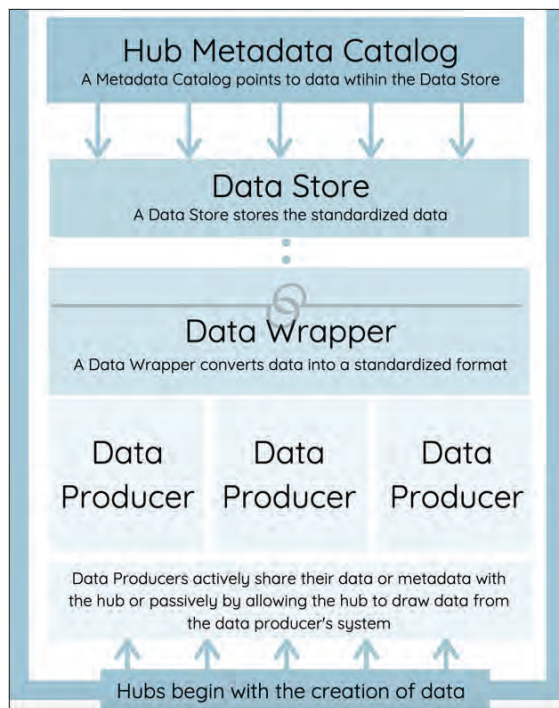 Hub Metadata Catalog
A Metadata Catalog points to data wtihin the Data Store
Data Store
A Data Store stores the standardized data
Data Wrapper
A Data Wrapper converts data into a standardized format
Data
Producer
Data
Producer
Data
Producer
Data Producers actively share their data or metadata with
the hub or passively by allowing the hub to draw data from
the data producer's system
Hubs begin with the creation of data